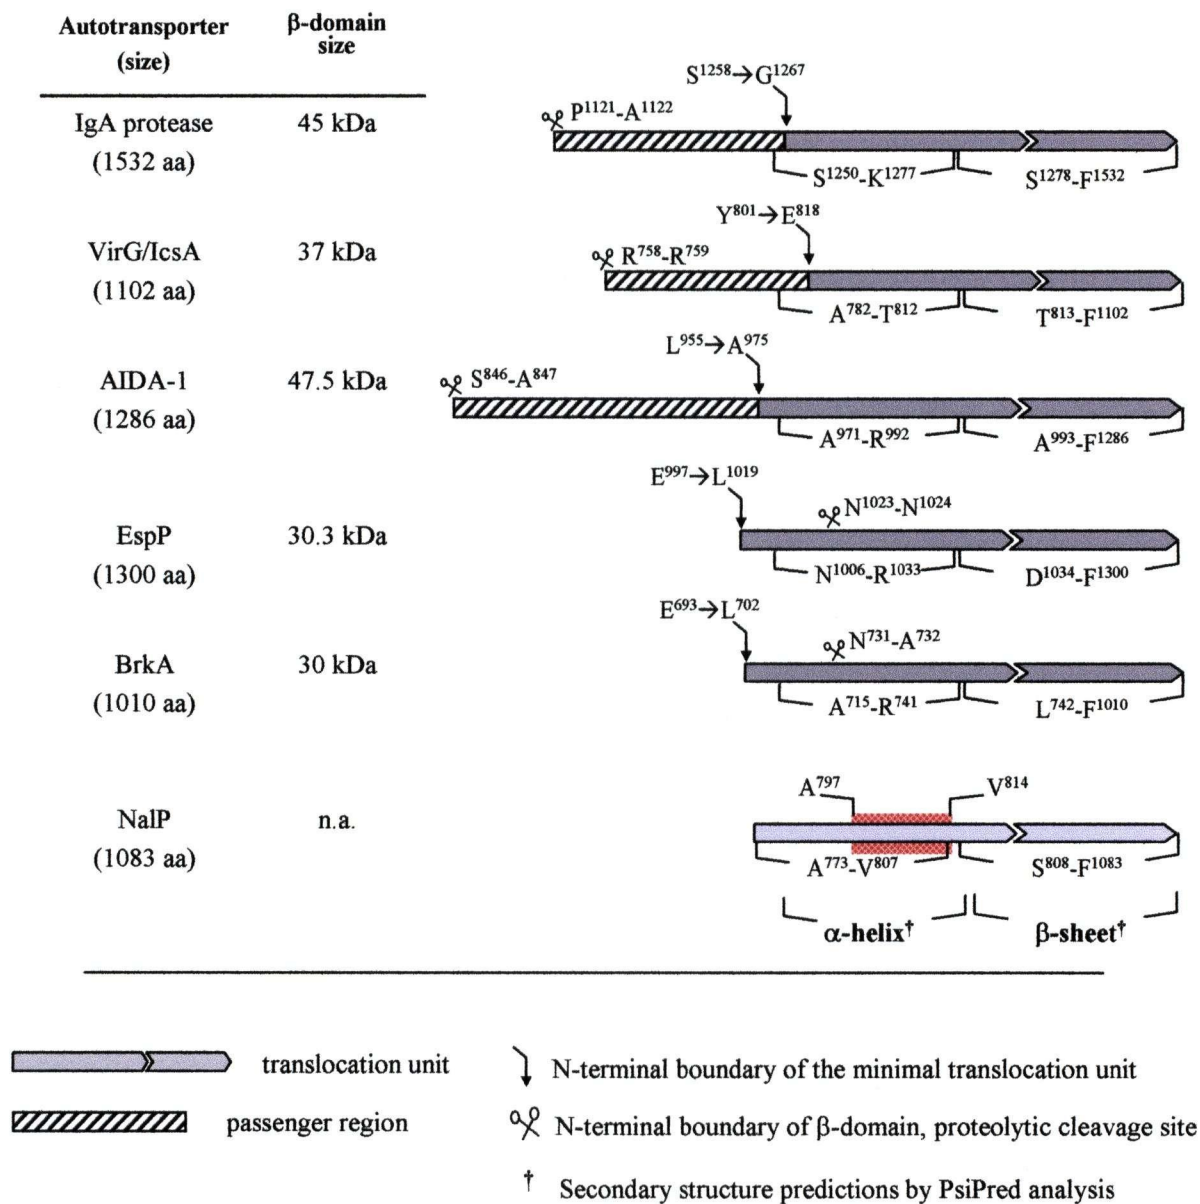 Autotransporter β-domain
(size) size
S1258→G1267
P1121-A1122
IgA protease 45 kDa
(1532 aa)
S1250-K1277 S1278-F1532
Y801→E818
R758-R759
VirG/IcsA 37 kDa
(1102 aa)
A782-T812 T813-F1102
L955→A975
S846-A847
AIDA-1 47.5 kDa
(1286 aa)
A971-R992 A993-F1286
E997→L1019
N1023-N1024
EspP 30.3 kDa
(1300 aa)
N1006-R1033 D1034-F1300
E693→L702
N731-A732
BrkA 30 kDa
(1010 aa)
A715-R741 L742-F1010
A797 V814
NalP n.a.
(1083 aa)
A773-V807 S808-F1083
α-helix† β-sheet†
translocation unit N-terminal boundary of the minimal translocation unit
passenger region N-terminal boundary of β-domain, proteolytic cleavage site
† Secondary structure predictions by PsiPred analysis